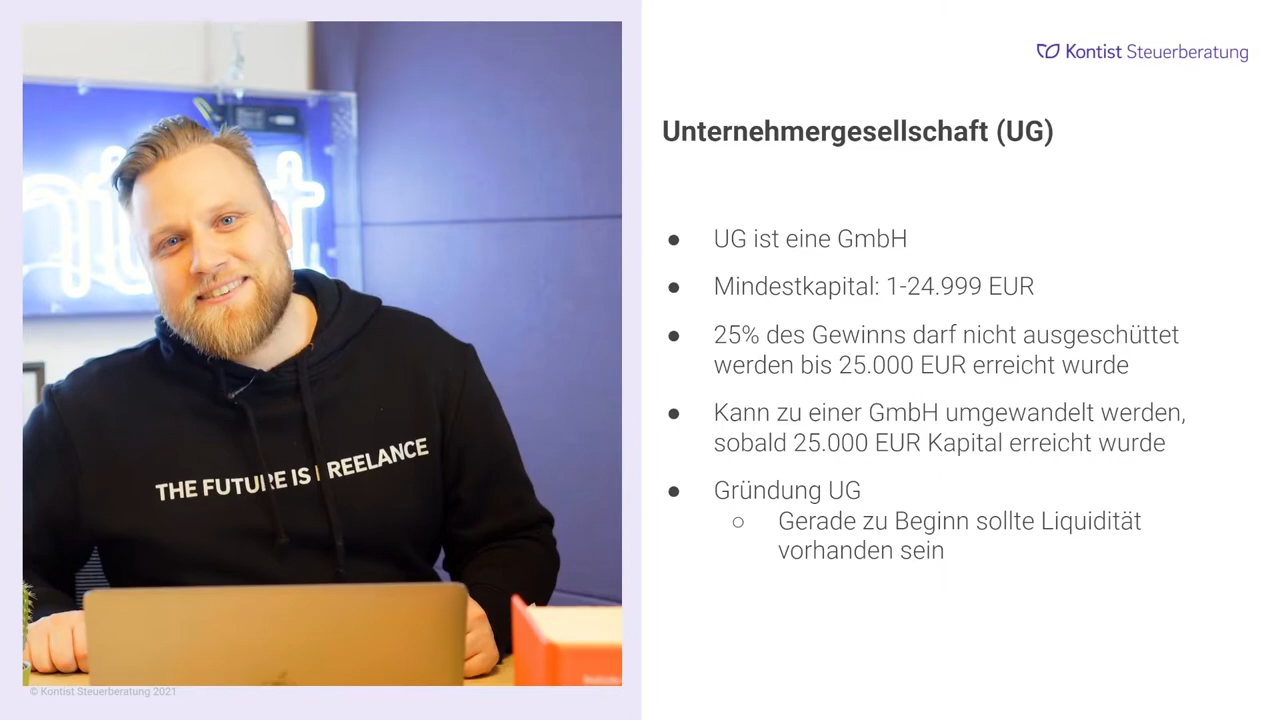 Kontist Steuerberatung
Unternehmergesellschaft (UG)
● UG ist eine GmbH
● Mindestkapital: 1-24.999 EUR
● 25% des Gewinns darf nicht ausgeschüttet
werden bis 25.000 EUR erreicht wurde
● Kann zu einer GmbH umgewandelt werden,
sobald 25.000 EUR Kapital erreicht wurde
● Gründung UG
○ Gerade zu Beginn sollte Liquidität
vorhanden sein
THE FUTURE IS FREELANCE
© Kontist Steuerberatung 2021